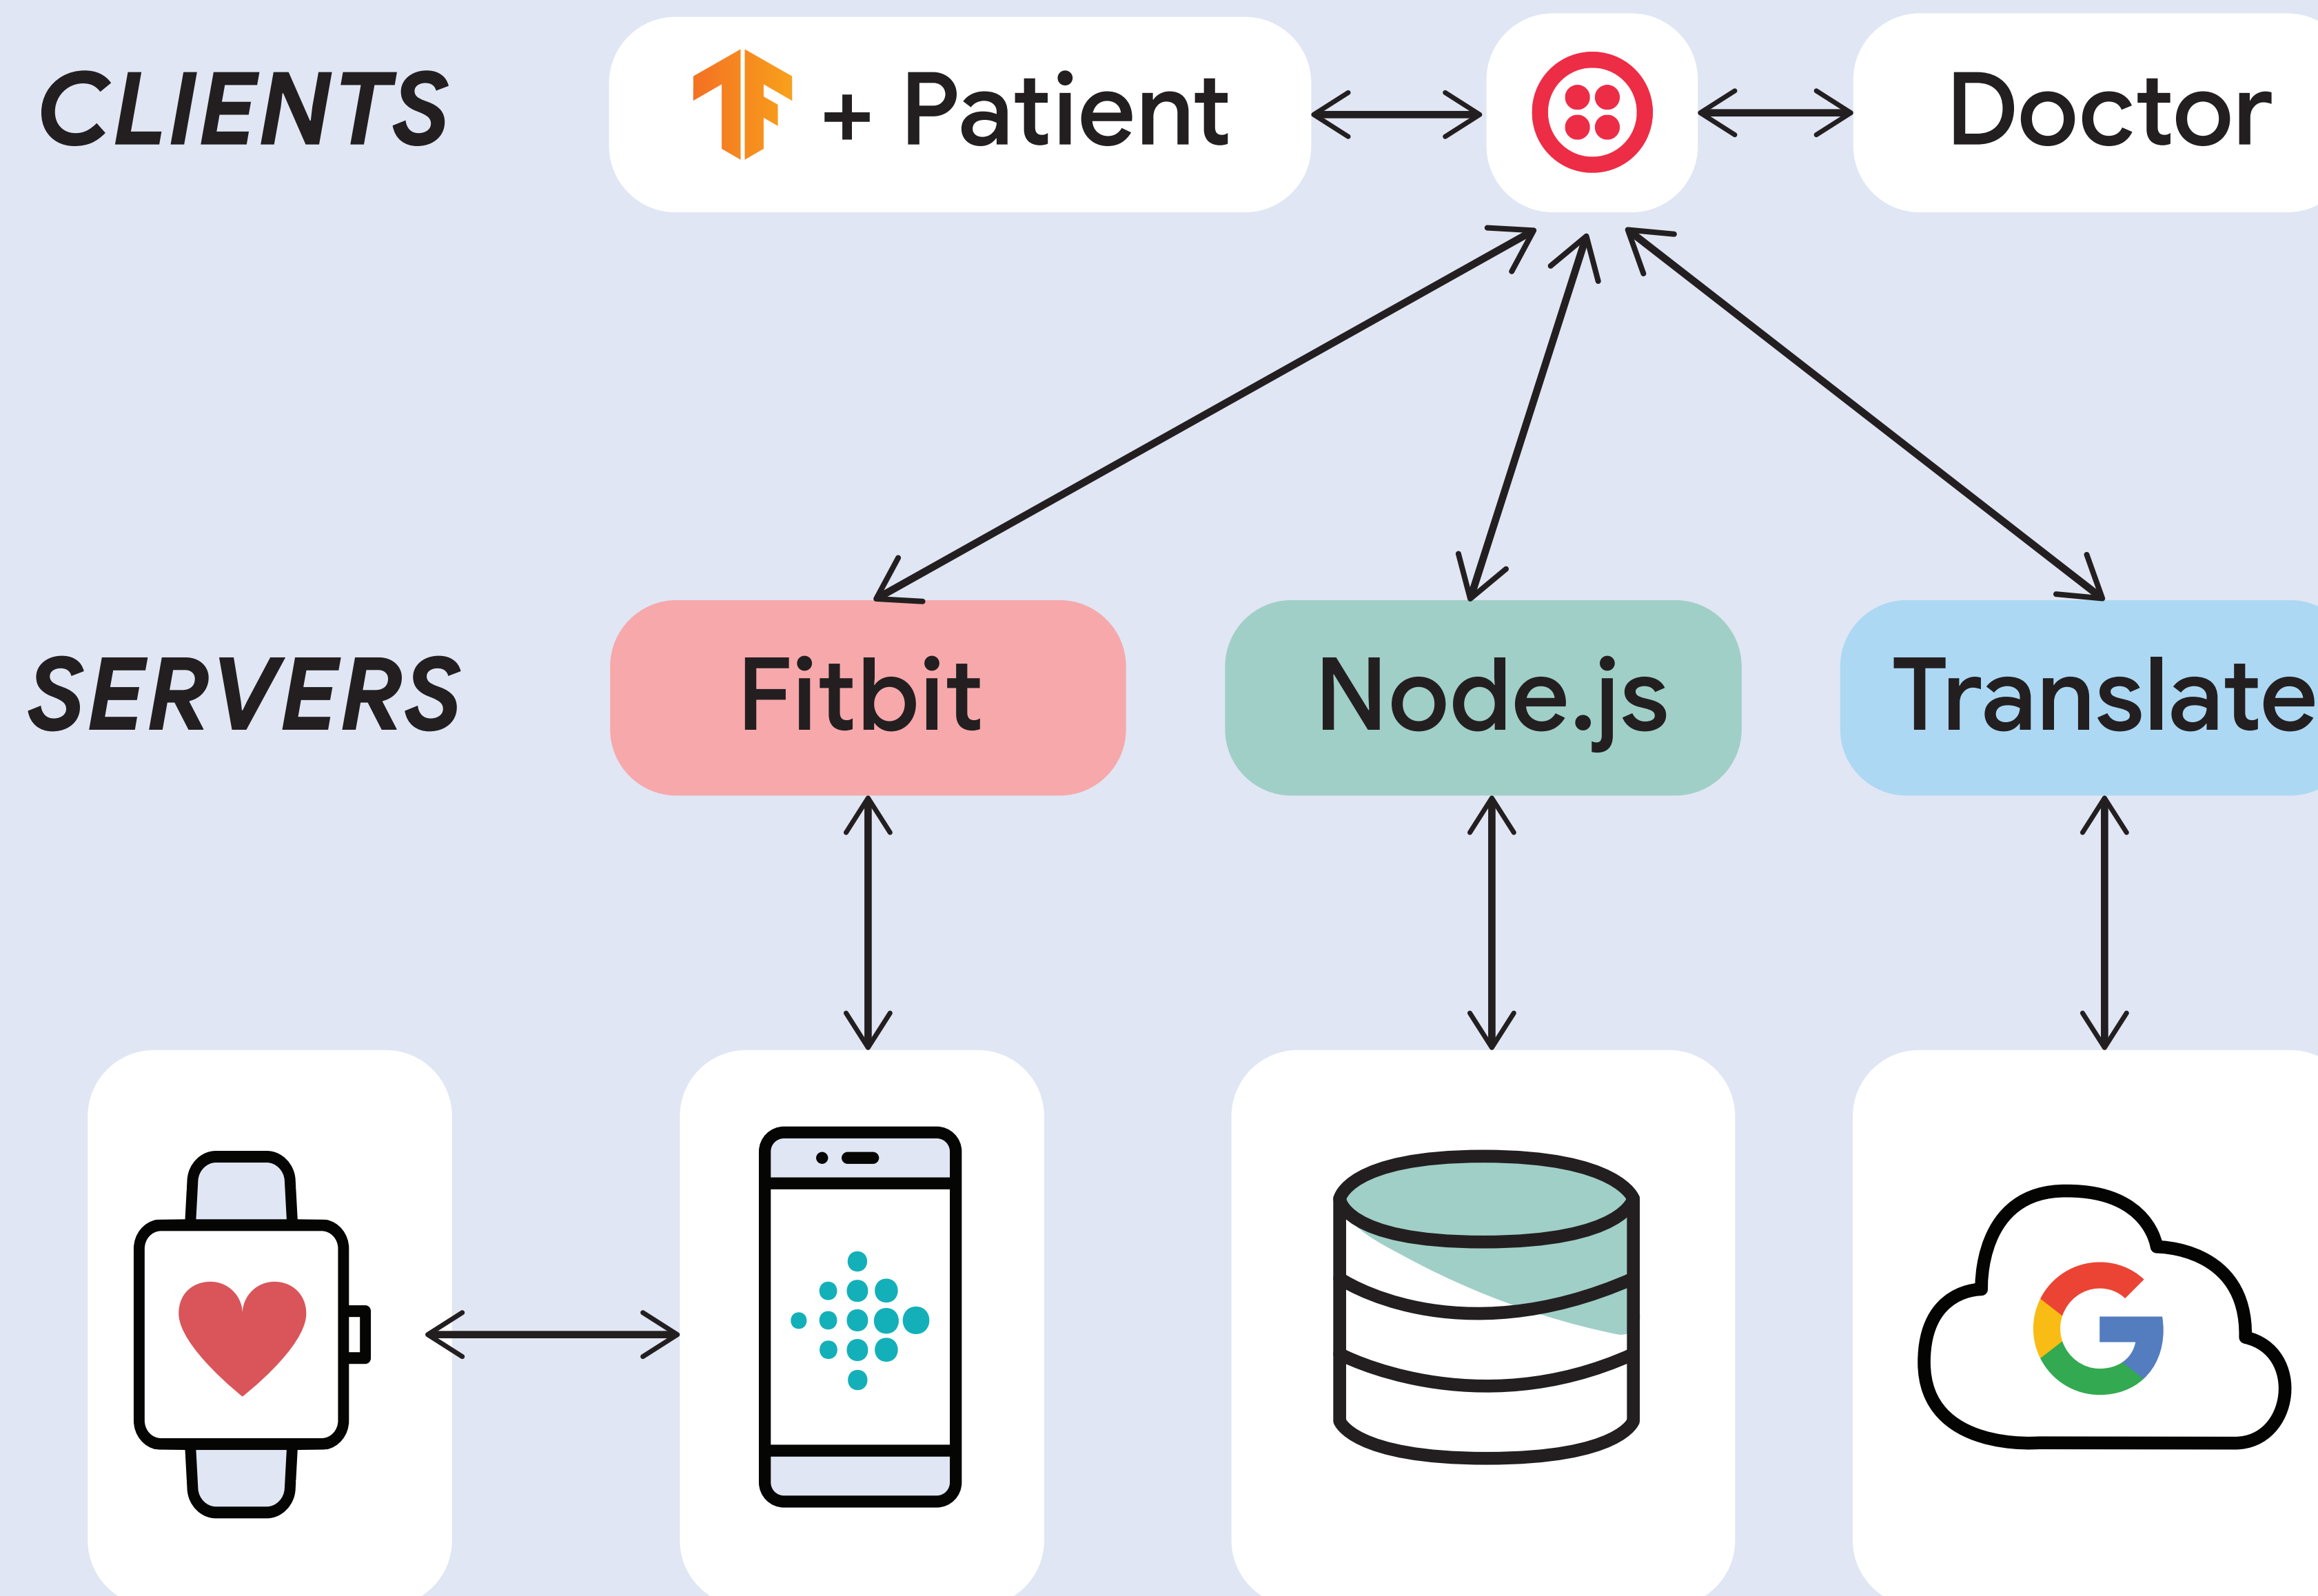 CLIENTS
+ Patient
Doctor
SERVERS
Fitbit
Node.js
Translate